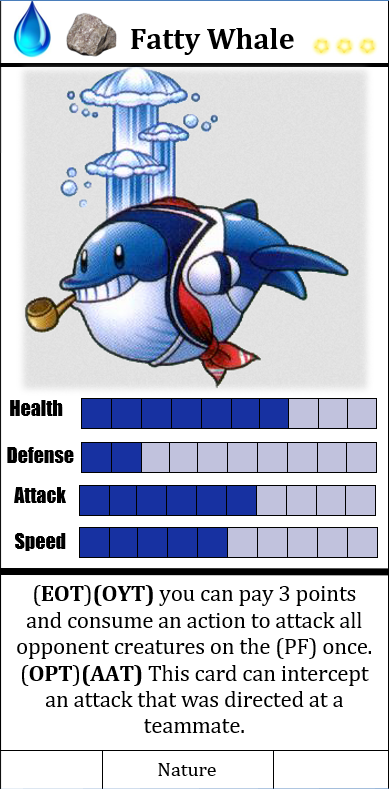 Fatty Whale
Health
Defense
Attack
Speed
(EOT)(OYT) you can pay 3 points
and consume an action to attack all
opponent creatures on the (PF) once.
(OPT)(AAT) This card can intercept
an attack that was directed at a
teammate.
Nature